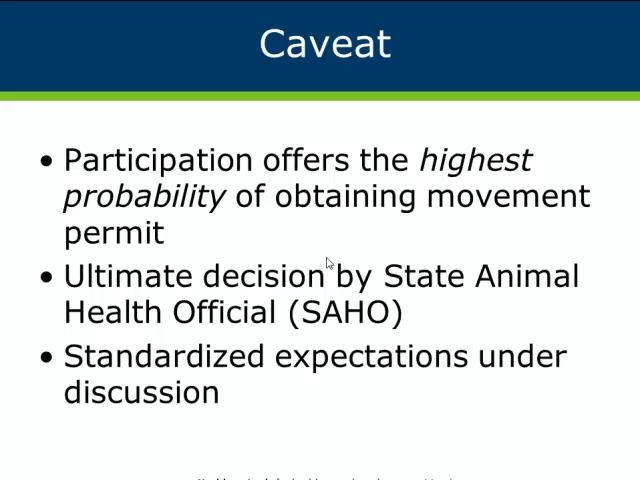 Caveat
• Participation offers the highest
probability of obtaining movement
permit
• Ultimate decision by State Animal
Health Official (SAHO)
• Standardized expectations under
discussion